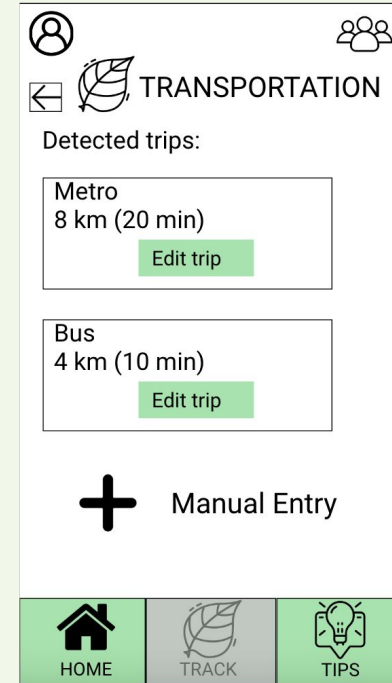 TRANSPORTATION
Detected trips:
Metro
8 km (20 min)
Edit trip
Bus
4 km (10 min)
Edit trip
Manual Entry
HOME
TRACK
TIPS